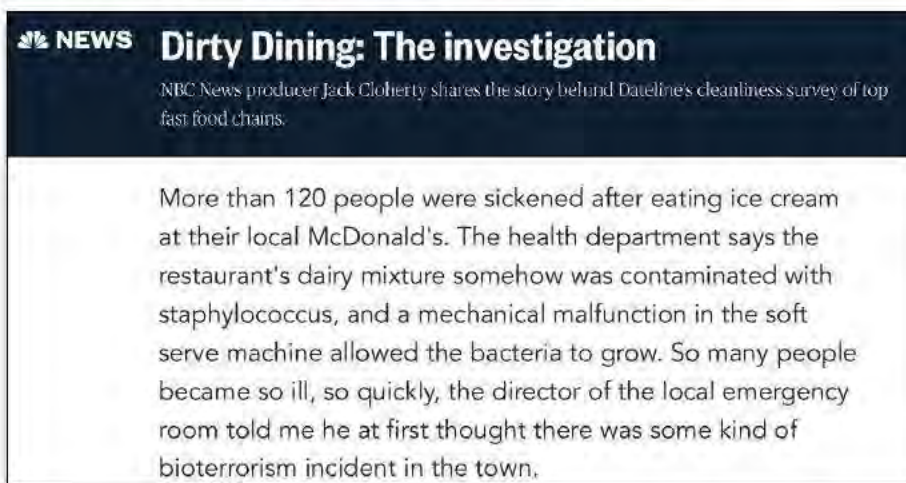 NEWS
Dirty Dining: The investigation
NBC News producer Jack Cloherty shares the story behind Dateline's cleanliness survey of top
fast food chains.
More than 120 people were sickened after eating ice cream
at their local McDonald's. The health department says the
restaurant's dairy mixture somehow was contaminated with
staphylococcus, and a mechanical malfunction in the soft
serve machine allowed the bacteria to grow. So many people
became so ill, so quickly, the director of the local emergency
room told me he at first thought there was some kind of
bioterrorism incident in the town.